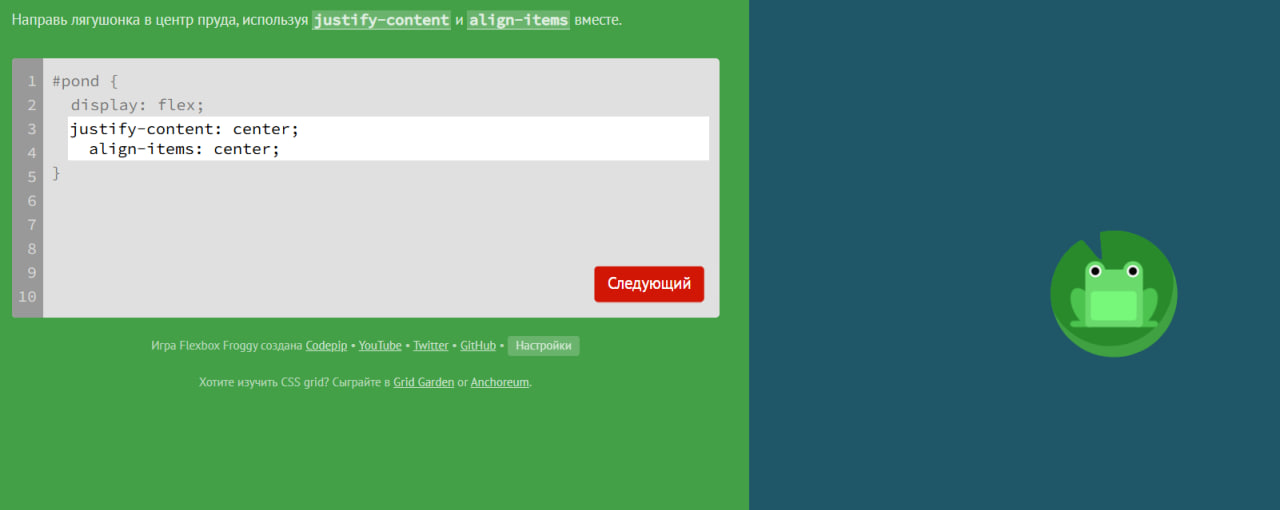 Направь лягушонка в центр пруда, используя justify-content и align-items вместе.
1 #pond {
2 display: flex;
3 justify-content: center;
4 align-items: center;
5 }
6
7
8
9
10
Следующий
Игра Flexbox Froggy создана Codepip • YouTube • Twitter • GitHub • Настройки
Хотите изучить CSS grid? Сыграйте в Grid Garden or Anchoreum.